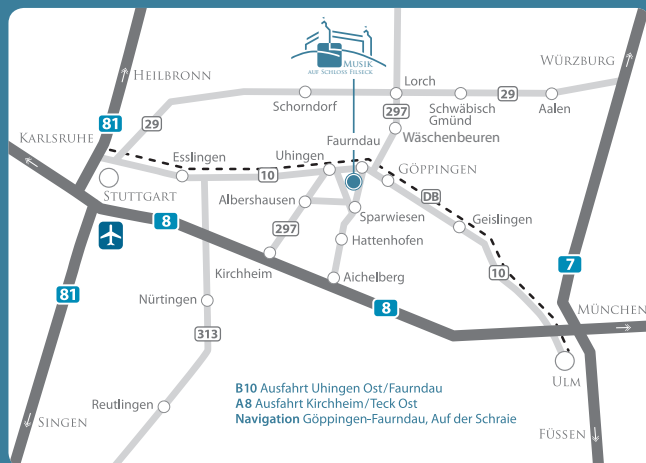 MUSIK
AUF SCHLOSS FILSECK
WÜRZBURG
HEILBRONN
Lorch
29
Schorndorf
Schwäbisch
Gmünd
Aalen
297
81
29
KARLSRUHE
Faurndau
Wäschenbeuren
Esslingen
Uhingen
10
GÖPPINGEN
STUTTGART
DB
Albershausen
Sparwiesen
Geislingen
8
297
Hattenhofen
7
10
Kirchheim
Aichelberg
81
Nürtingen
8
MÜNCHEN
313
ULM
B10 Ausfahrt Uhingen Ost/Faurndau
A8 Ausfahrt Kirchheim/Teck Ost
Navigation Göppingen-Faurndau, Auf der Schraie
Reutlingen
SINGEN
FÜSSEN